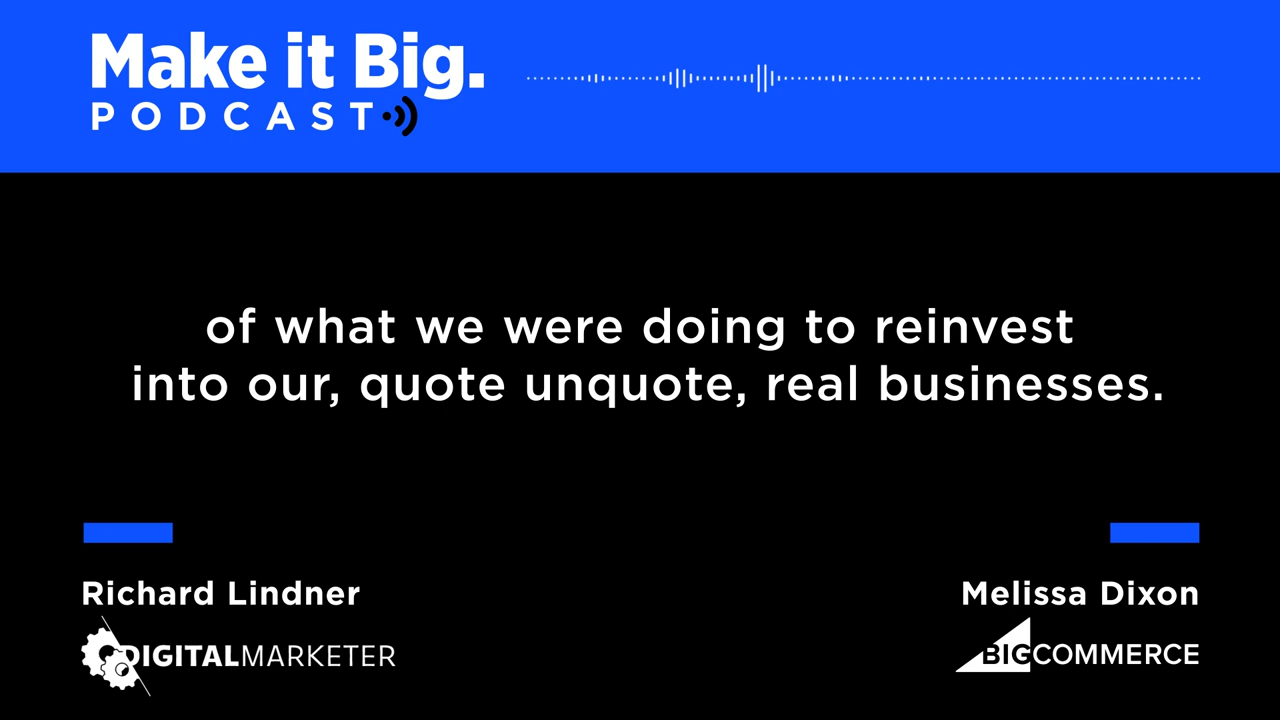 Make it Big.
PODCAST
of what we were doing to reinvest
into our, quote unquote, real businesses.
Richard Lindner
Melissa Dixon
DIGITALMARKETER
BIGCOMMERCE